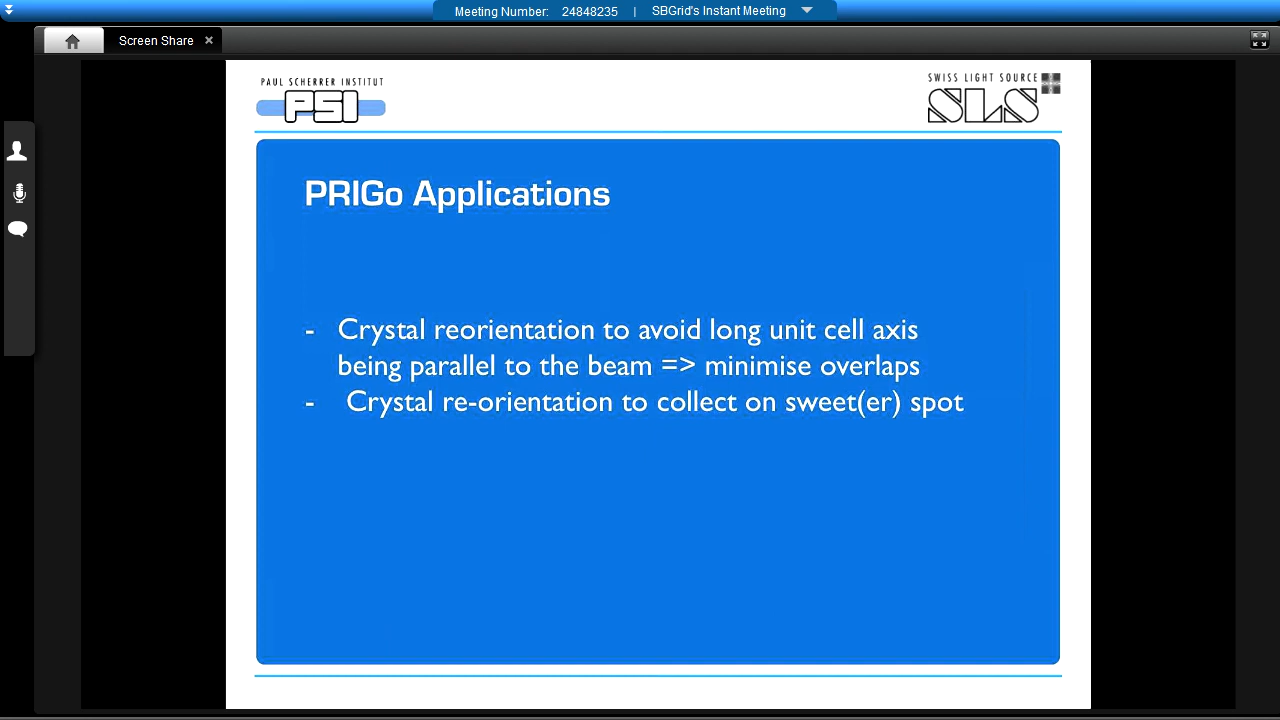 Meeting Number: 24848235 | SBGrid's Instant Meeting
Screen Share
PAUL SCHERRER INSTITUT
PSI
SWISS LIGHT SOURCE
SLS
PRIGo Applications
- Crystal reorientation to avoid long unit cell axis
being parallel to the beam => minimise overlaps
- Crystal re-orientation to collect on sweet(er) spot